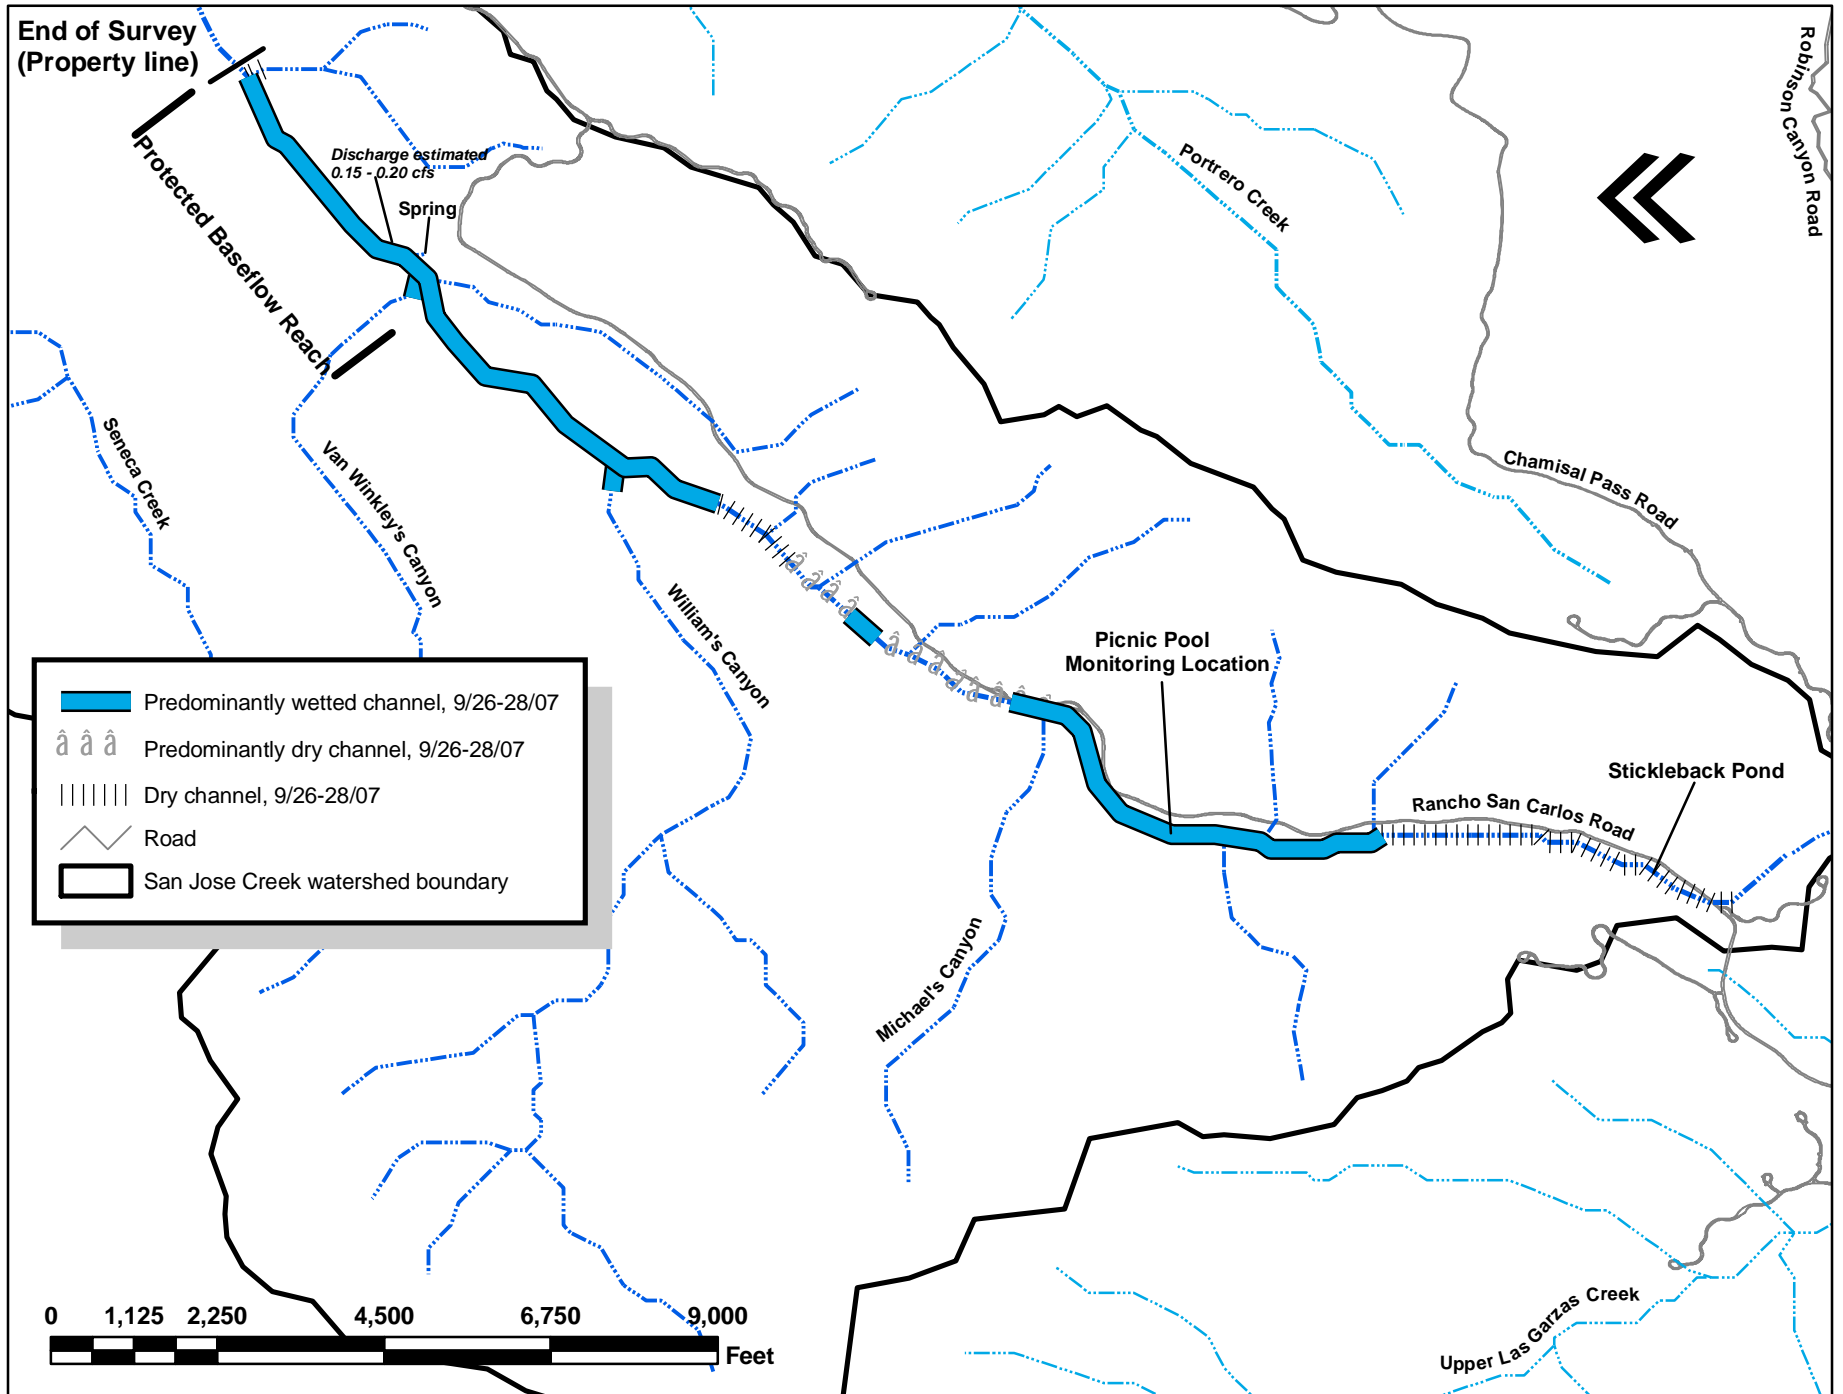 End of Survey
(Property line)
Robinson Canyon Road
Protected Baseflow Reach
Discharge estimated
0.15 - 0.20 cfs
Spring
Portrero Creek
Seneca Creek
Van Winkley's Canyon
Chamisal Pass Road
William's Canyon
Picnic Pool
Monitoring Location
Stickleback Pond
Rancho San Carlos Road
Michael's Canyon
Predominantly wetted channel, 9/26-28/07
â â â Predominantly dry channel, 9/26-28/07
Dry channel, 9/26-28/07
Road
San Jose Creek watershed boundary
Upper Las Garzas Creek
0 1,125 2,250 4,500 6,750 9,000
Feet